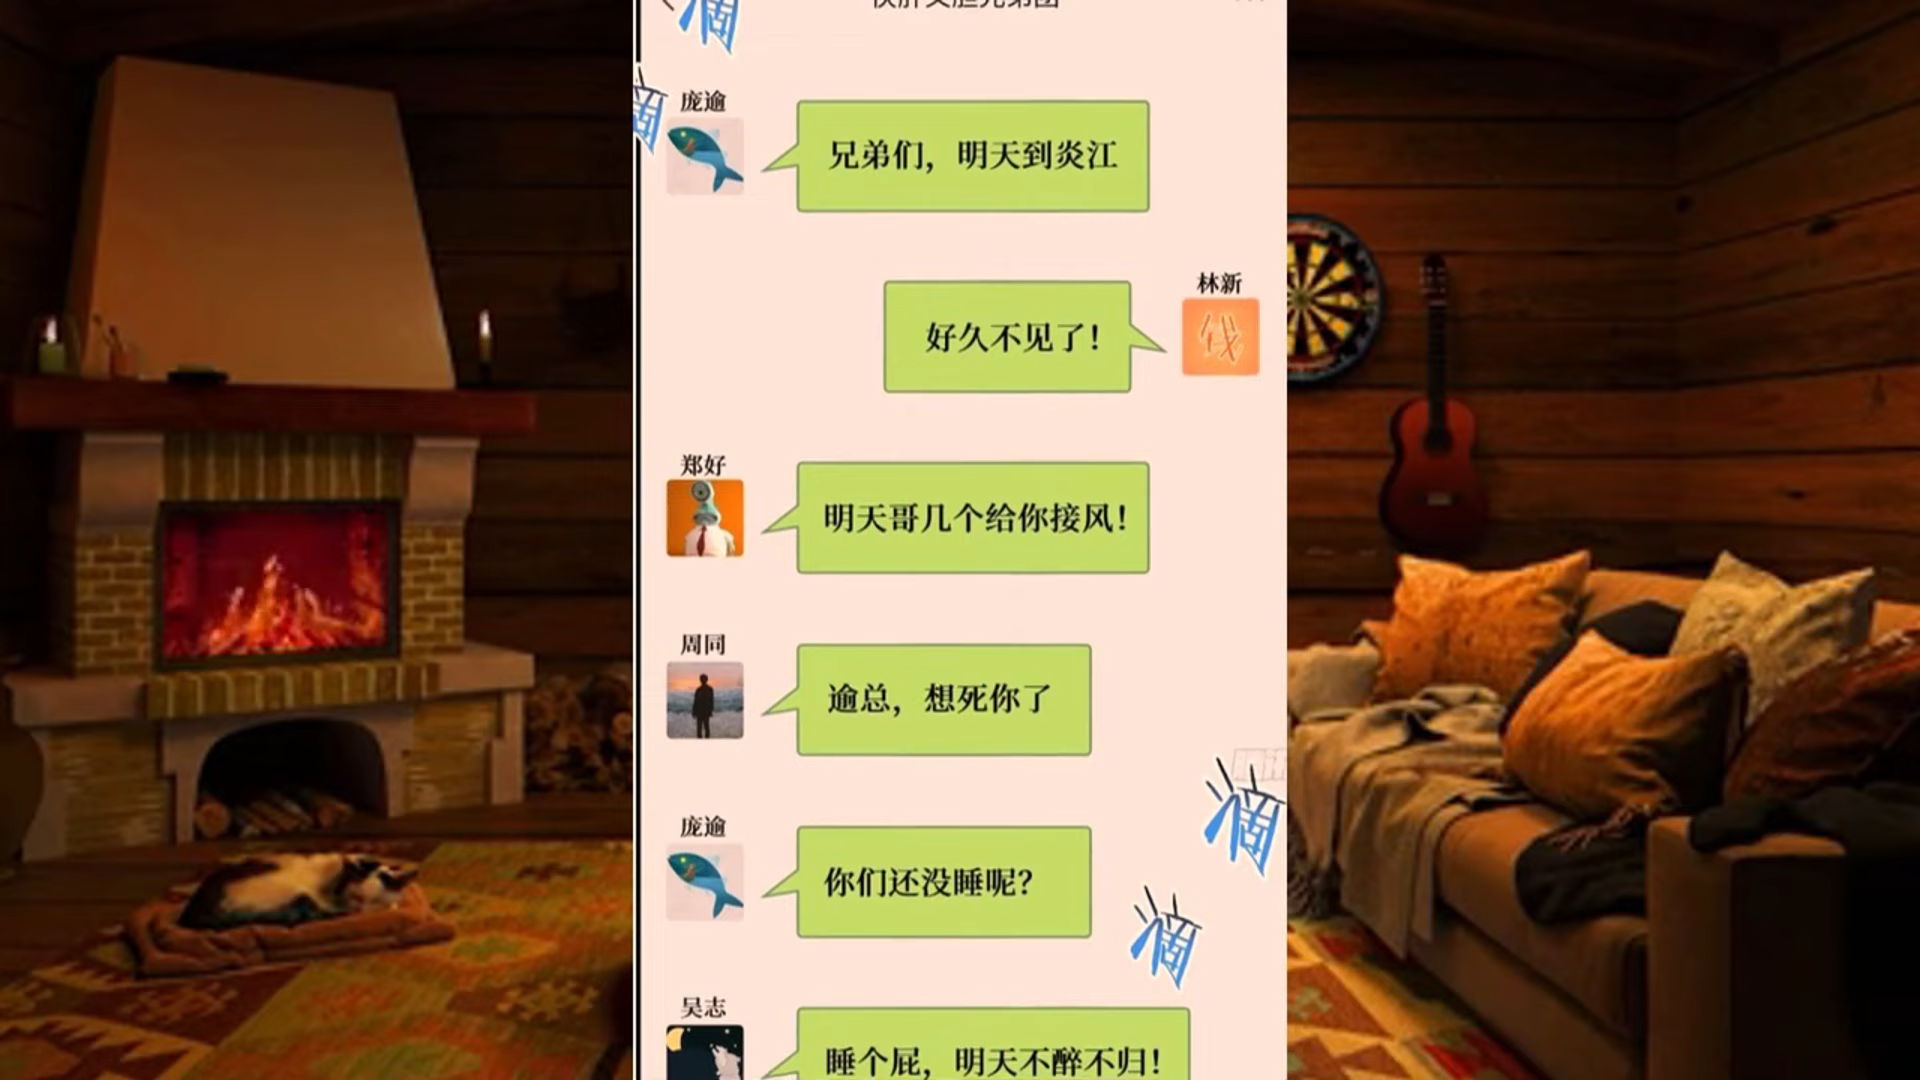 滴
滴
庞逾
兄弟们，明天到炎江
林新
好久不见了！
钱
郑好
明天哥几个给你接风！
周同
逾总，想死你了
滴
庞逾
你们还没睡呢？
滴
吴志
睡个屁，明天不醉不归！